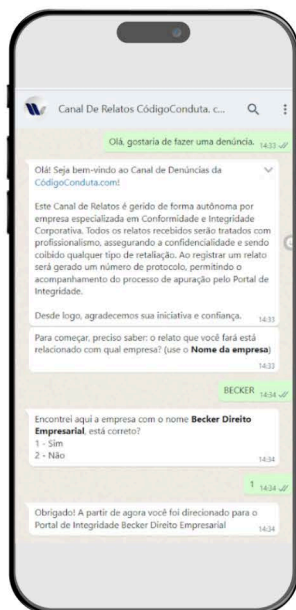 Canal De Relatos CódigoConduta. c...
Olá, gostaria de fazer uma denúncia. 14:33
Olá! Seja bem-vindo ao Canal de Denúncias da
CódigoConduta.com!
Este Canal de Relatos é gerido de forma autônoma por
empresa especializada em Conformidade e Integridade
Corporativa. Todos os relatos recebidos serão tratados com
profissionalismo, assegurando a confidencialidade e sendo
coibido qualquer tipo de retaliação. Ao registrar um relato
será gerado um número de protocolo, permitindo o
acompanhamento do processo de apuração pelo Portal de
Integridade.
Desde logo, agradecemos sua iniciativa e confiança. 14:33
Para começar, preciso saber: o relato que você fará está
relacionado com qual empresa? (use o Nome da empresa)
14:33
BECKER 14:34
Encontrei aqui a empresa com o nome Becker Direito
Empresarial, está correto?
1 - Sim
2 - Não
14:34
1 14:34
Obrigado! A partir de agora você foi direcionado para o
Portal de Integridade Becker Direito Empresarial 14:34